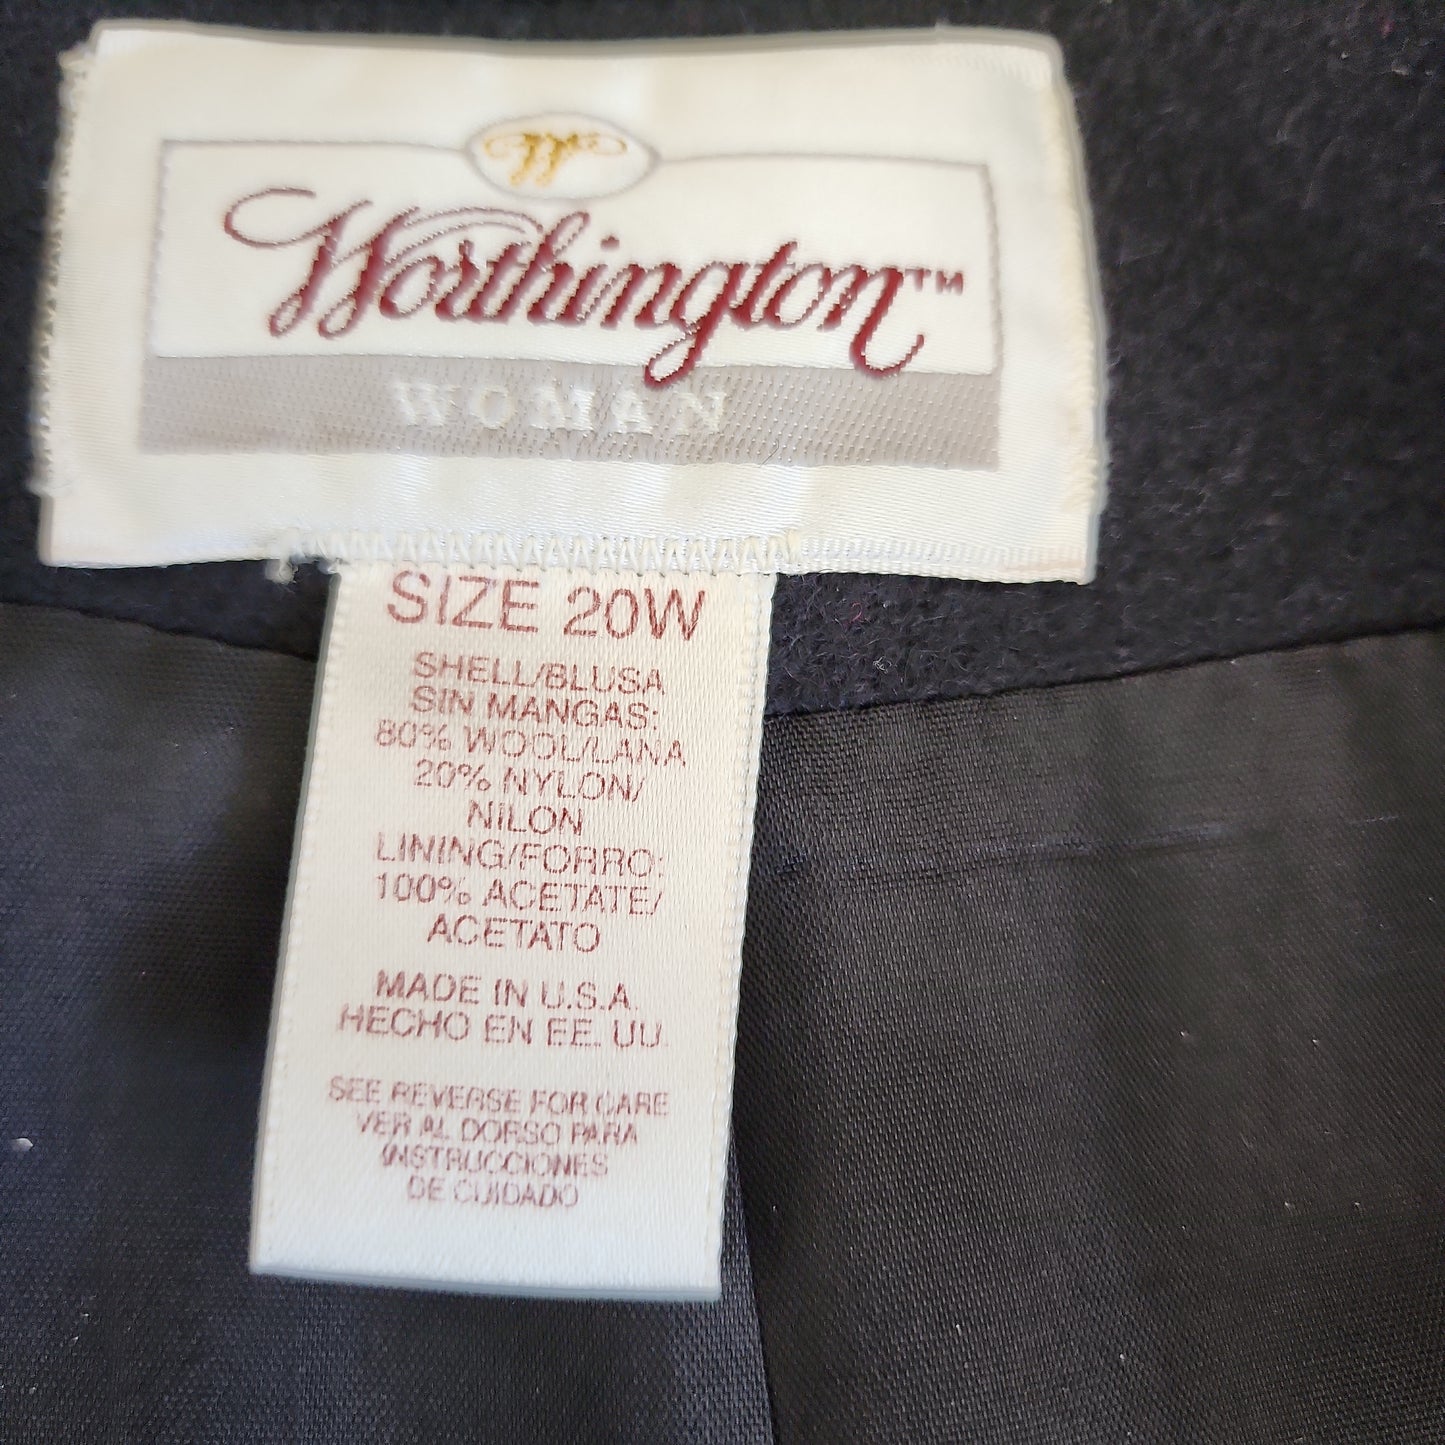 Worthington™
WOMAN
SIZE 20W
SHELL/BLUSA
SIN MANGAS:
80% WOOL/LANA
20% NYLON/
NILON
LINING/FORRO:
100% ACETATE/
ACETATO
MADE IN U.S.A.
HECHO EN EE. UU.
SEE REVERSE FOR CARE
VER AL DORSO PARA
INSTRUCCIONES
DE CUIDADO